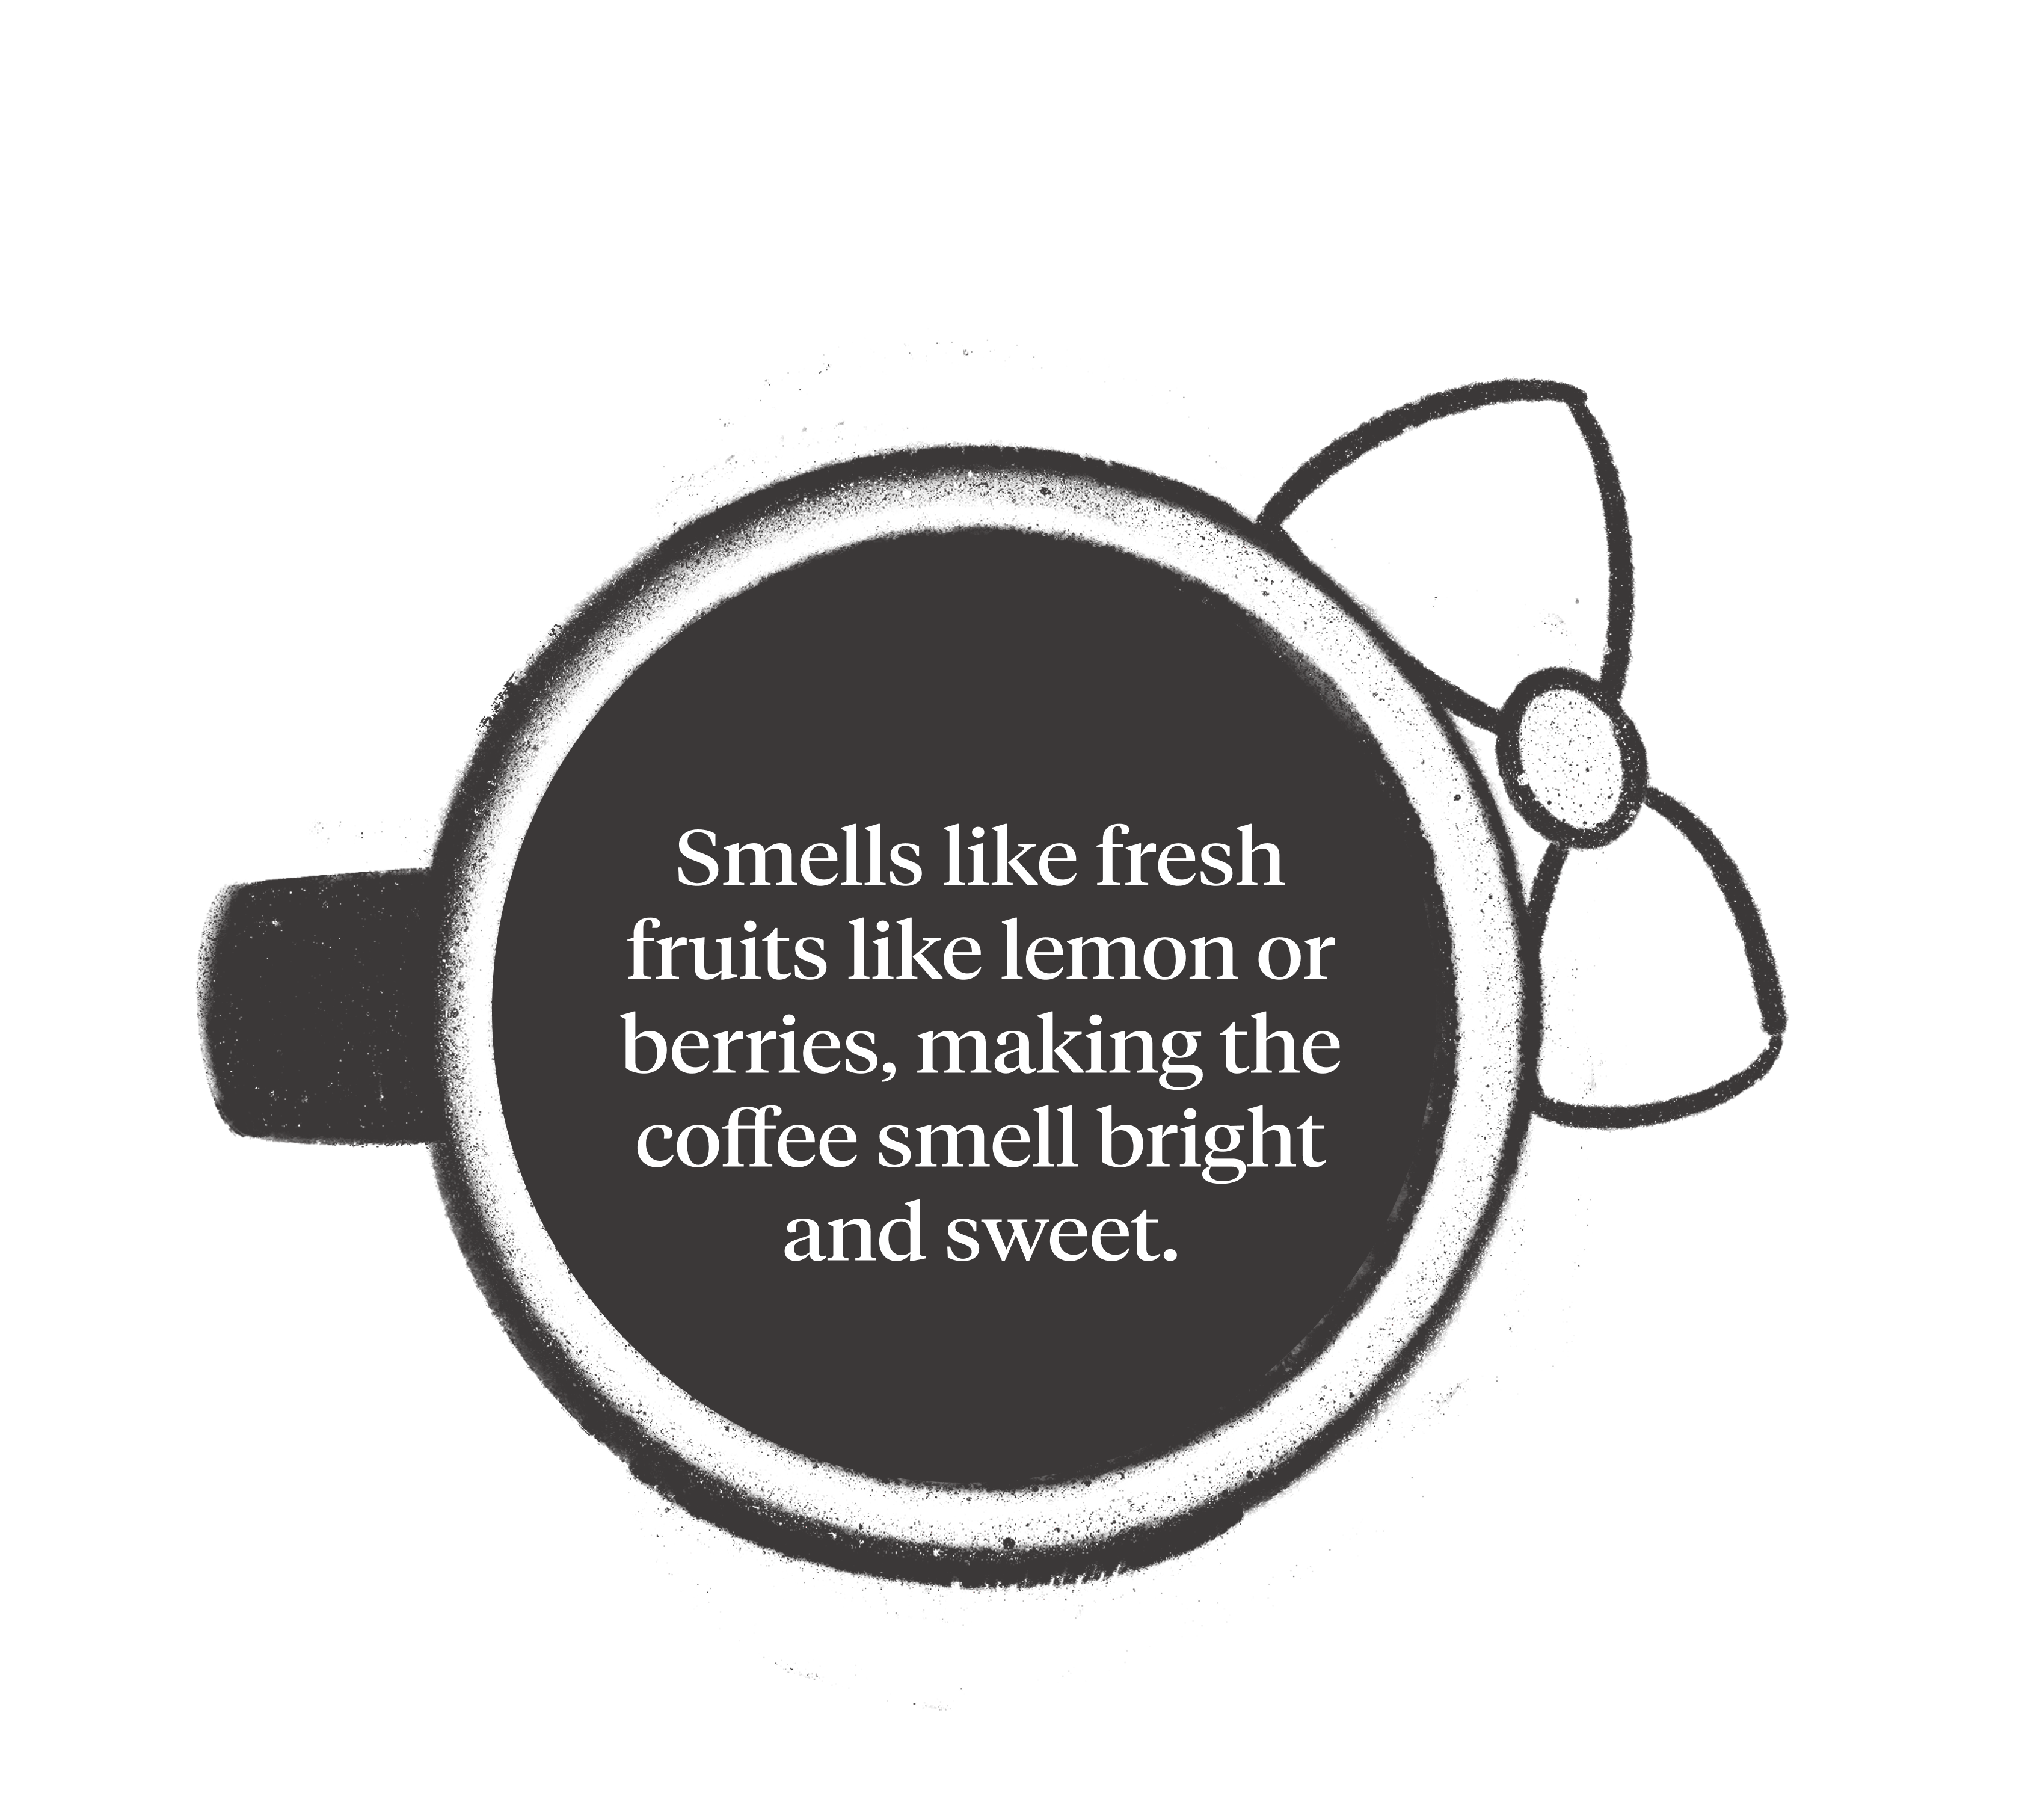 Smells like fresh
fruits like lemon or
berries, making the
coffee smell bright
and sweet.